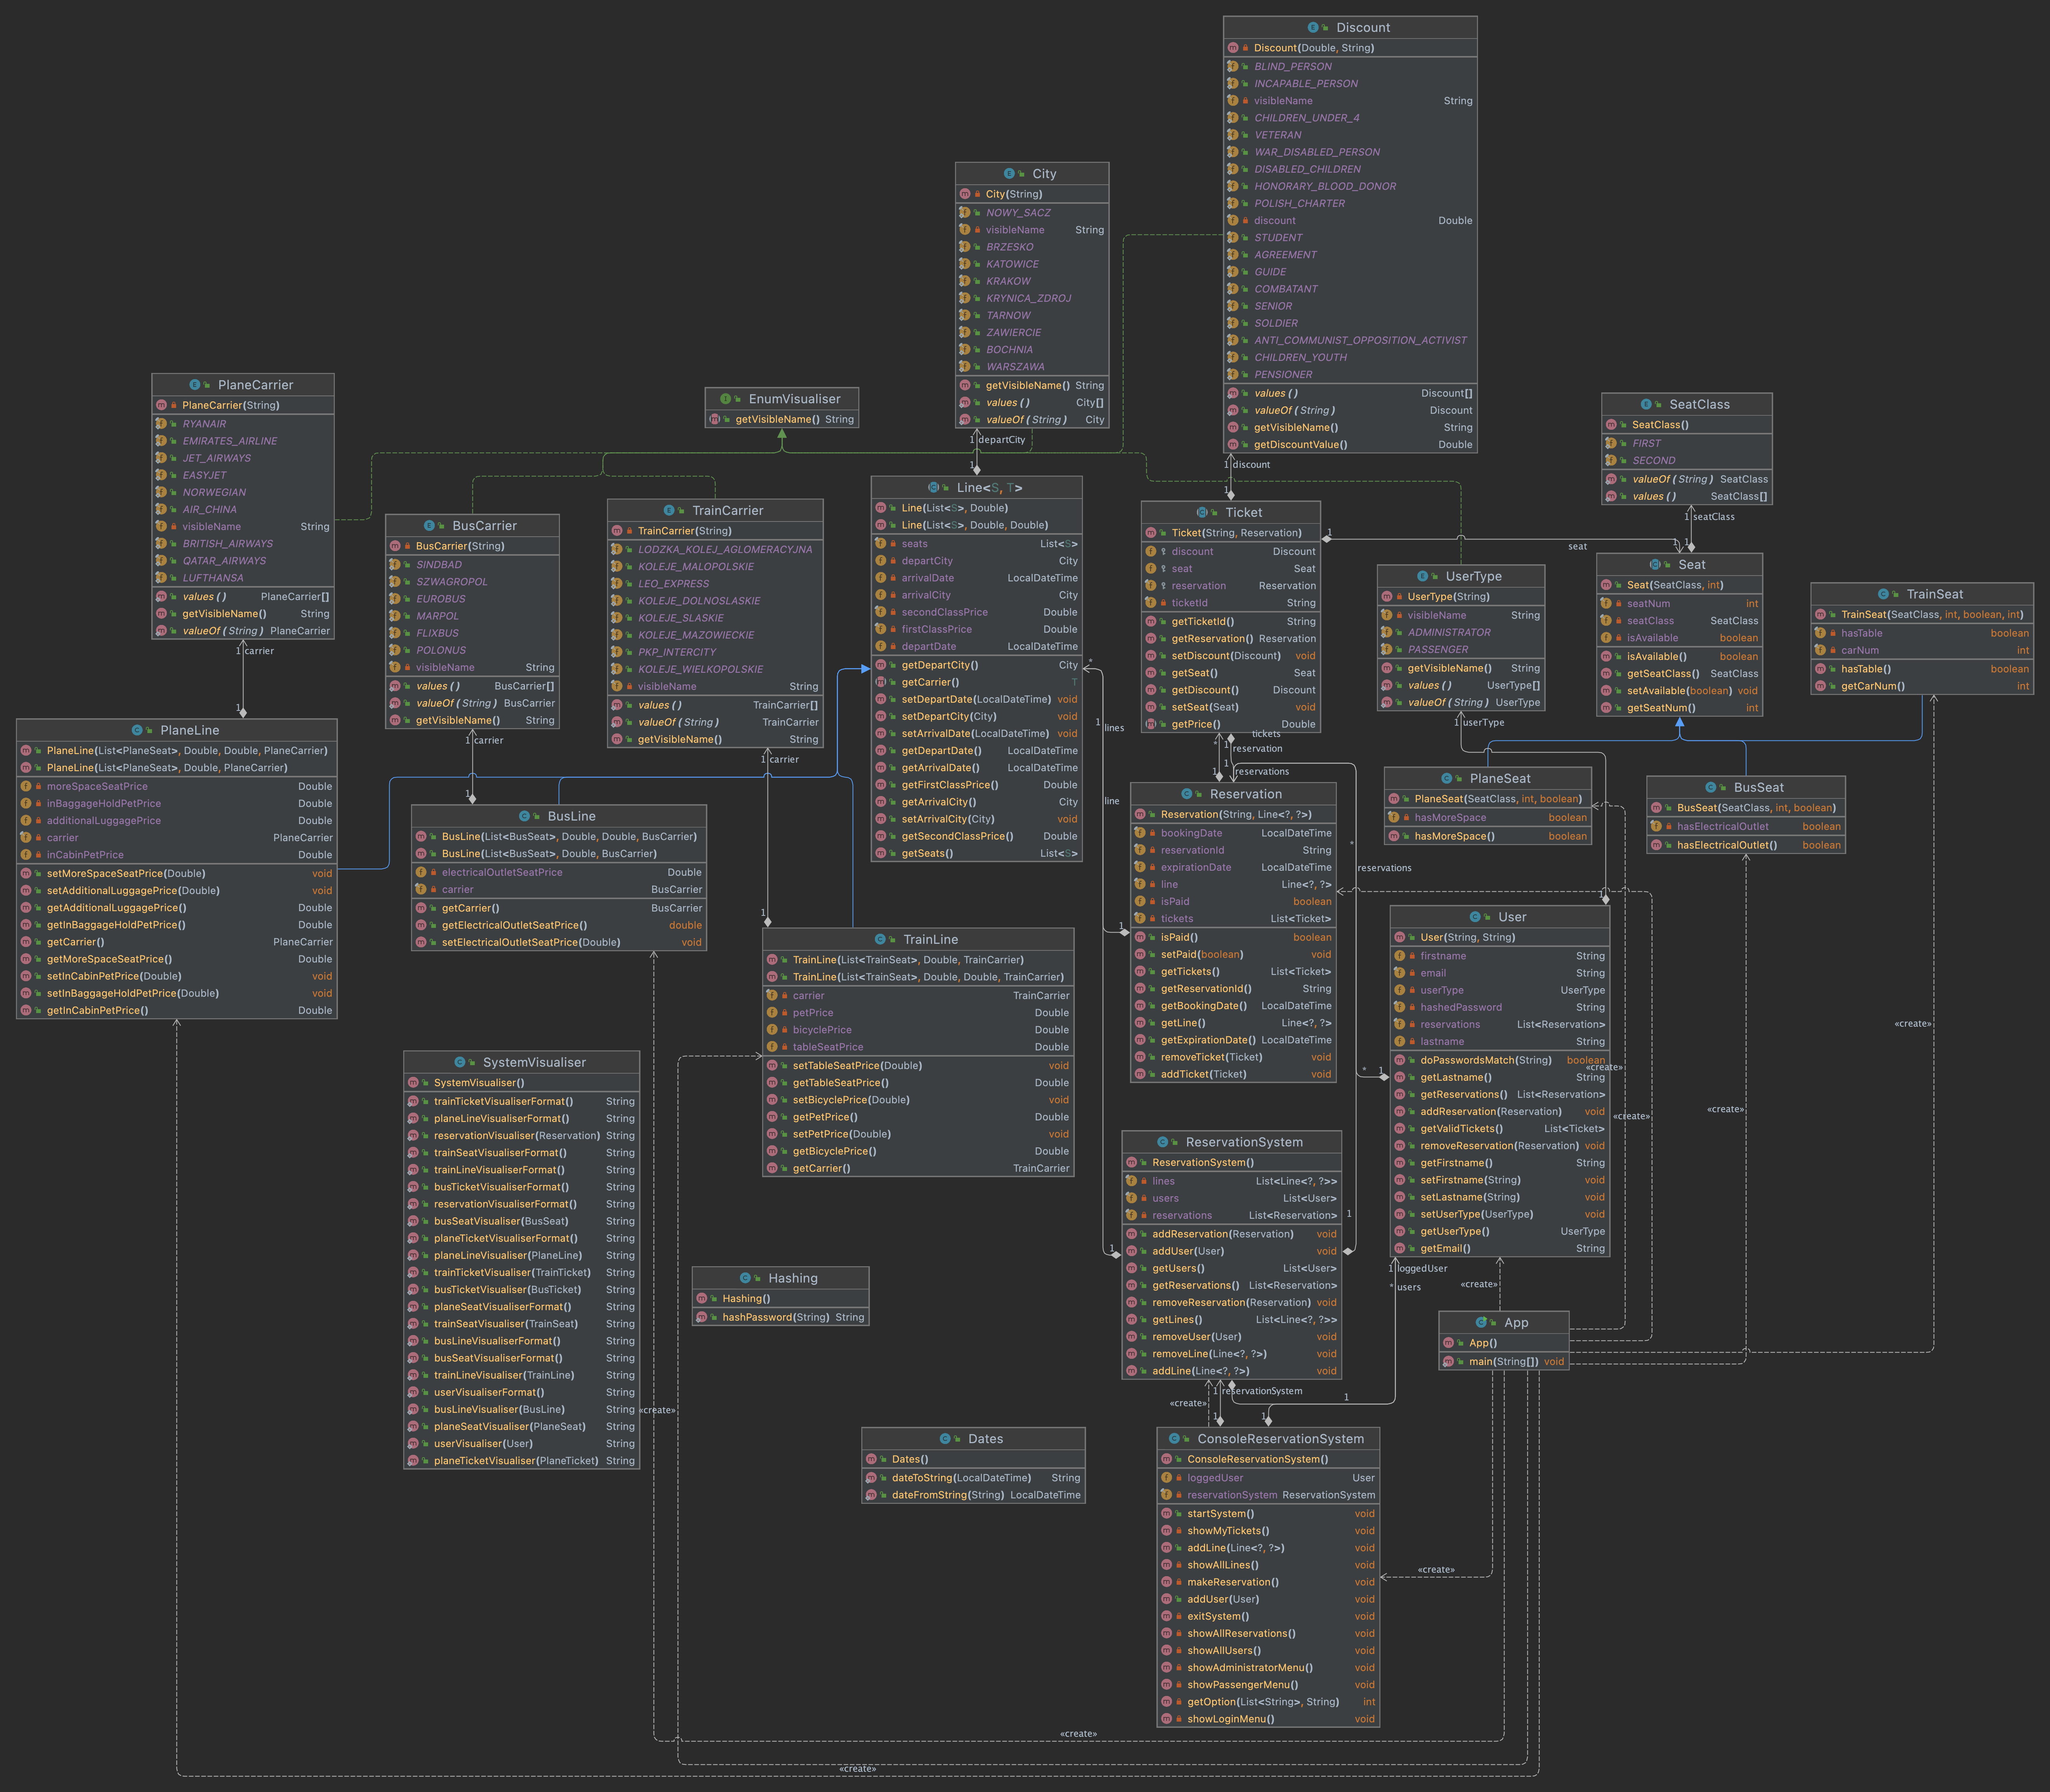 Discount
Discount(Double, String)
BLIND_PERSON
INCAPABLE_PERSON
visibleName String
CHILDREN_UNDER_4
VETERAN
WAR_DISABLED_PERSON
DISABLED_CHILDREN
HONORARY_BLOOD_DONOR
POLISH_CHARTER
discount Double
STUDENT
AGREEMENT
GUIDE
COMBATANT
SENIOR
SOLDIER
ANTI_COMMUNIST_OPPOSITION_ACTIVIST
CHILDREN_YOUTH
PENSIONER
values () Discount[]
valueOf (String) Discount
getVisibleName() String
getDiscountValue() Double
City
City(String)
NOWY_SACZ
visibleName String
BRZESKO
KATOWICE
KRAKOW
KRYNICA_ZDROJ
TARNOW
ZAWIERCIE
BOCHNIA
WARSZAWA
getVisibleName() String
values () City[]
valueOf (String) City
PlaneCarrier
PlaneCarrier(String)
RYANAIR
EMIRATES_AIRLINE
JET_AIRWAYS
EASYJET
NORWEGIAN
AIR_CHINA
visibleName String
BRITISH_AIRWAYS
QATAR_AIRWAYS
LUFTHANSA
values () PlaneCarrier[]
getVisibleName() String
valueOf (String) PlaneCarrier
EnumVisualiser
getVisibleName() String
SeatClass
SeatClass()
FIRST
SECOND
valueOf (String) SeatClass
values () SeatClass[]
1 departCity
1
1 discount
1
1 seatClass
1
BusCarrier
BusCarrier(String)
SINDBAD
SZWAGROPOL
EUROBUS
MARPOL
FLIXBUS
POLONUS
visibleName String
values () BusCarrier[]
valueOf (String) BusCarrier
getVisibleName() String
TrainCarrier
TrainCarrier(String)
LODZKA_KOLEJ_AGLOMERACYJNA
KOLEJE_MALOPOLSKIE
LEO_EXPRESS
KOLEJE_DOLNOSLASKIE
KOLEJE_SLASKIE
KOLEJE_MAZOWIECKIE
PKP_INTERCITY
KOLEJE_WIELKOPOLSKIE
visibleName String
values () TrainCarrier[]
valueOf (String) TrainCarrier
getVisibleName() String
Line<S, T>
Line(List<S>, Double)
Line(List<S>, Double, Double)
seats List<S>
departCity City
arrivalDate LocalDateTime
arrivalCity City
secondClassPrice Double
firstClassPrice Double
departDate LocalDateTime
getDepartCity() City
getCarrier() T
setDepartDate(LocalDateTime) void
setDepartCity(City) void
setArrivalDate(LocalDateTime) void
getDepartDate() LocalDateTime
getArrivalDate() LocalDateTime
getFirstClassPrice() Double
getArrivalCity() City
setArrivalCity(City) void
getSecondClassPrice() Double
getSeats() List<S>
Ticket
Ticket(String, Reservation)
discount Discount
seat Seat
reservation Reservation
ticketId String
getTicketId() String
getReservation() Reservation
setDiscount(Discount) void
getSeat() Seat
getDiscount() Discount
setSeat(Seat) void
getPrice() Double
1
seat
1
UserType
UserType(String)
visibleName String
ADMINISTRATOR
PASSENGER
getVisibleName() String
values () UserType[]
valueOf (String) UserType
Seat
Seat(SeatClass, int)
seatNum int
seatClass SeatClass
isAvailable boolean
isAvailable() boolean
getSeatClass() SeatClass
setAvailable(boolean) void
getSeatNum() int
TrainSeat
TrainSeat(SeatClass, int, boolean, int)
hasTable boolean
carNum int
hasTable() boolean
getCarNum() int
1 carrier
1
1 carrier
1
1 carrier
1
1 userType
1
PlaneLine
PlaneLine(List<PlaneSeat>, Double, Double, PlaneCarrier)
PlaneLine(List<PlaneSeat>, Double, PlaneCarrier)
moreSpaceSeatPrice Double
inBaggageHoldPetPrice Double
additionalLuggagePrice Double
carrier PlaneCarrier
inCabinPetPrice Double
setMoreSpaceSeatPrice(Double) void
setAdditionalLuggagePrice(Double) void
getAdditionalLuggagePrice() Double
getInBaggageHoldPetPrice() Double
getCarrier() PlaneCarrier
getMoreSpaceSeatPrice() Double
setInCabinPetPrice(Double) void
setInBaggageHoldPetPrice(Double) void
getInCabinPetPrice() Double
BusLine
BusLine(List<BusSeat>, Double, Double, BusCarrier)
BusLine(List<BusSeat>, Double, BusCarrier)
electricalOutletSeatPrice Double
carrier BusCarrier
getCarrier() BusCarrier
getElectricalOutletSeatPrice() double
setElectricalOutletSeatPrice(Double) void
*
1 lines
line
1
1
* 1 tickets
1 reservation
1 reservations
Reservation
Reservation(String, Line<?, ?>)
bookingDate LocalDateTime
reservationId String
expirationDate LocalDateTime
line Line<?, ?>
isPaid boolean
tickets List<Ticket>
isPaid() boolean
setPaid(boolean) void
getTickets() List<Ticket>
getReservationId() String
getBookingDate() LocalDateTime
getLine() Line<?, ?>
getExpirationDate() LocalDateTime
removeTicket(Ticket) void
addTicket(Ticket) void
*
reservations
* 1
1
PlaneSeat
PlaneSeat(SeatClass, int, boolean)
hasMoreSpace boolean
hasMoreSpace() boolean
BusSeat
BusSeat(SeatClass, int, boolean)
hasElectricalOutlet boolean
hasElectricalOutlet() boolean
User
User(String, String)
firstname String
email String
userType UserType
hashedPassword String
reservations List<Reservation>
lastname String
doPasswordsMatch(String) boolean
getLastname() String
getReservations() List<Reservation>
addReservation(Reservation) void
getValidTickets() List<Ticket>
removeReservation(Reservation) void
getFirstname() String
setFirstname(String) void
setLastname(String) void
setUserType(UserType) void
getUserType() UserType
getEmail() String
«create»
«create»
«create»
«create»
TrainLine
TrainLine(List<TrainSeat>, Double, TrainCarrier)
TrainLine(List<TrainSeat>, Double, Double, TrainCarrier)
carrier TrainCarrier
petPrice Double
bicyclePrice Double
tableSeatPrice Double
setTableSeatPrice(Double) void
getTableSeatPrice() Double
setBicyclePrice(Double) void
getPetPrice() Double
setPetPrice(Double) void
getBicyclePrice() Double
getCarrier() TrainCarrier
SystemVisualiser
SystemVisualiser()
trainTicketVisualiserFormat() String
planeLineVisualiserFormat() String
reservationVisualiser(Reservation) String
trainSeatVisualiserFormat() String
trainLineVisualiserFormat() String
busTicketVisualiserFormat() String
reservationVisualiserFormat() String
busSeatVisualiser(BusSeat) String
planeTicketVisualiserFormat() String
planeLineVisualiser(PlaneLine) String
trainTicketVisualiser(TrainTicket) String
busTicketVisualiser(BusTicket) String
planeSeatVisualiserFormat() String
trainSeatVisualiser(TrainSeat) String
busLineVisualiserFormat() String
busSeatVisualiserFormat() String
trainLineVisualiser(TrainLine) String
userVisualiserFormat() String
busLineVisualiser(BusLine) String
planeSeatVisualiser(PlaneSeat) String
userVisualiser(User) String
planeTicketVisualiser(PlaneTicket) String
«create»
ReservationSystem
ReservationSystem()
lines List<Line<?, ?>>
users List<User>
reservations List<Reservation>
addReservation(Reservation) void
addUser(User) void
getUsers() List<User>
getReservations() List<Reservation>
removeReservation(Reservation) void
getLines() List<Line<?, ?>>
removeUser(User) void
removeLine(Line<?, ?>) void
addLine(Line<?, ?>) void
Hashing
Hashing()
hashPassword(String) String
1 loggedUser
* users
«create»
App
App()
main(String[]) void
1 reservationSystem
«create»
1
1
1
Dates
Dates()
dateToString(LocalDateTime) String
dateFromString(String) LocalDateTime
ConsoleReservationSystem
ConsoleReservationSystem()
loggedUser User
reservationSystem ReservationSystem
startSystem() void
showMyTickets() void
addLine(Line<?, ?>) void
showAllLines() void
makeReservation() void
addUser(User) void
exitSystem() void
showAllReservations() void
showAllUsers() void
showAdministratorMenu() void
showPassengerMenu() void
getOption(List<String>, String) int
showLoginMenu() void
«create»
«create»
«create»